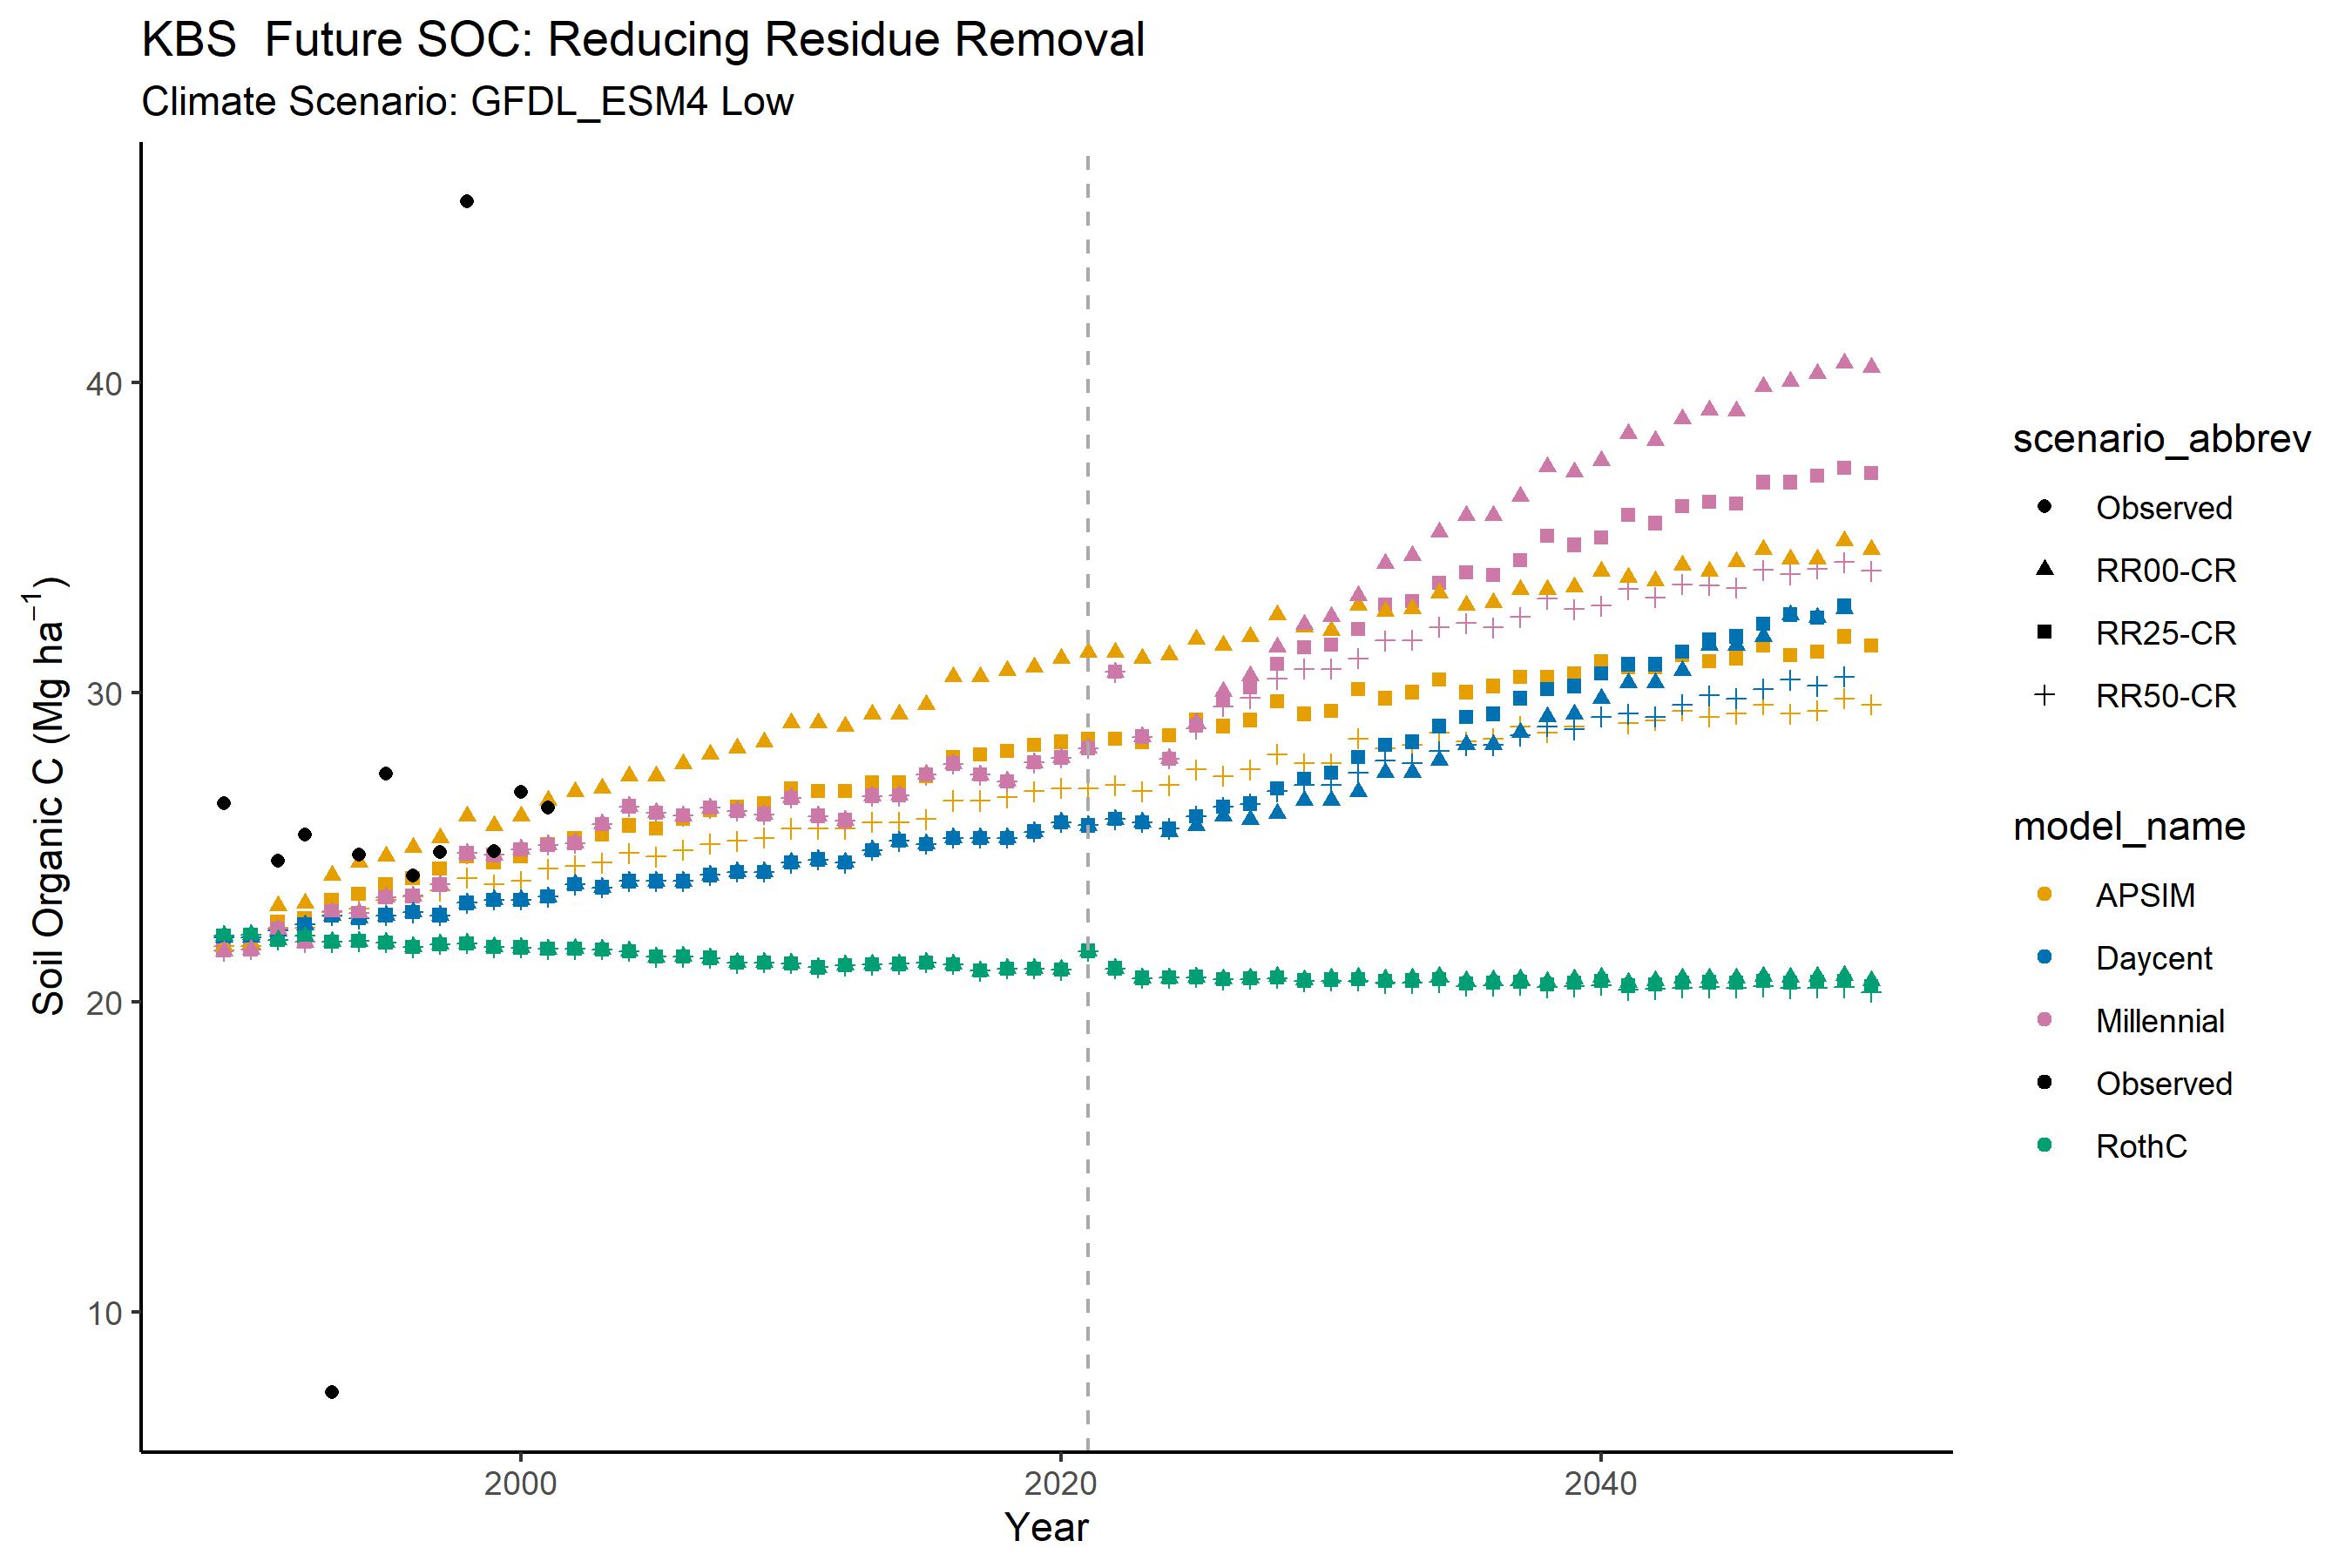 KBS  Future SOC: Reducing Residue Removal
Climate Scenario: GFDL_ESM4 Low
Soil Organic C (Mg ha⁻¹)
40
30
20
10
2000
2020
2040
Year
scenario_abbrev
Observed
RR00-CR
RR25-CR
RR50-CR
model_name
APSIM
Daycent
Millennial
Observed
RothC